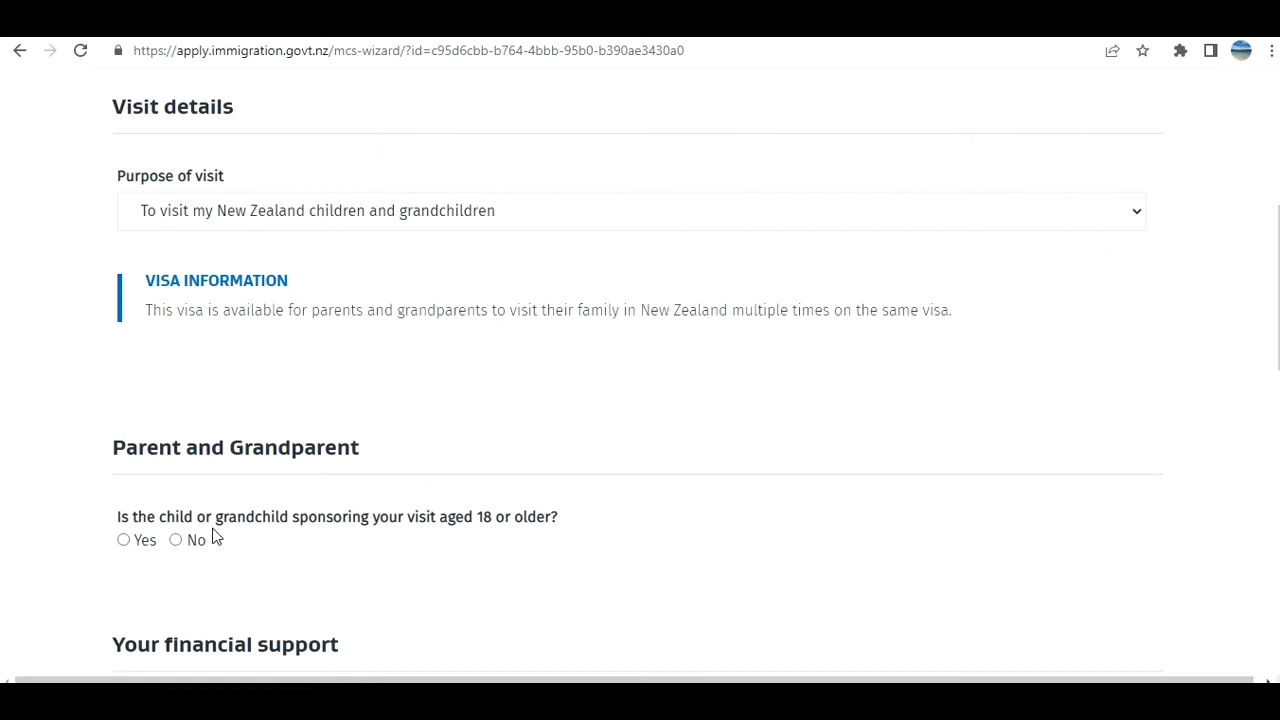 https://apply.immigration.govt.nz/mcs-wizard/?id=c95d6cbb-b764-4bbb-95b0-b390ae3430a0
Visit details
Purpose of visit
To visit my New Zealand children and grandchildren
VISA INFORMATION
This visa is available for parents and grandparents to visit their family in New Zealand multiple times on the same visa.
Parent and Grandparent
Is the child or grandchild sponsoring your visit aged 18 or older?
Yes No
Your financial support